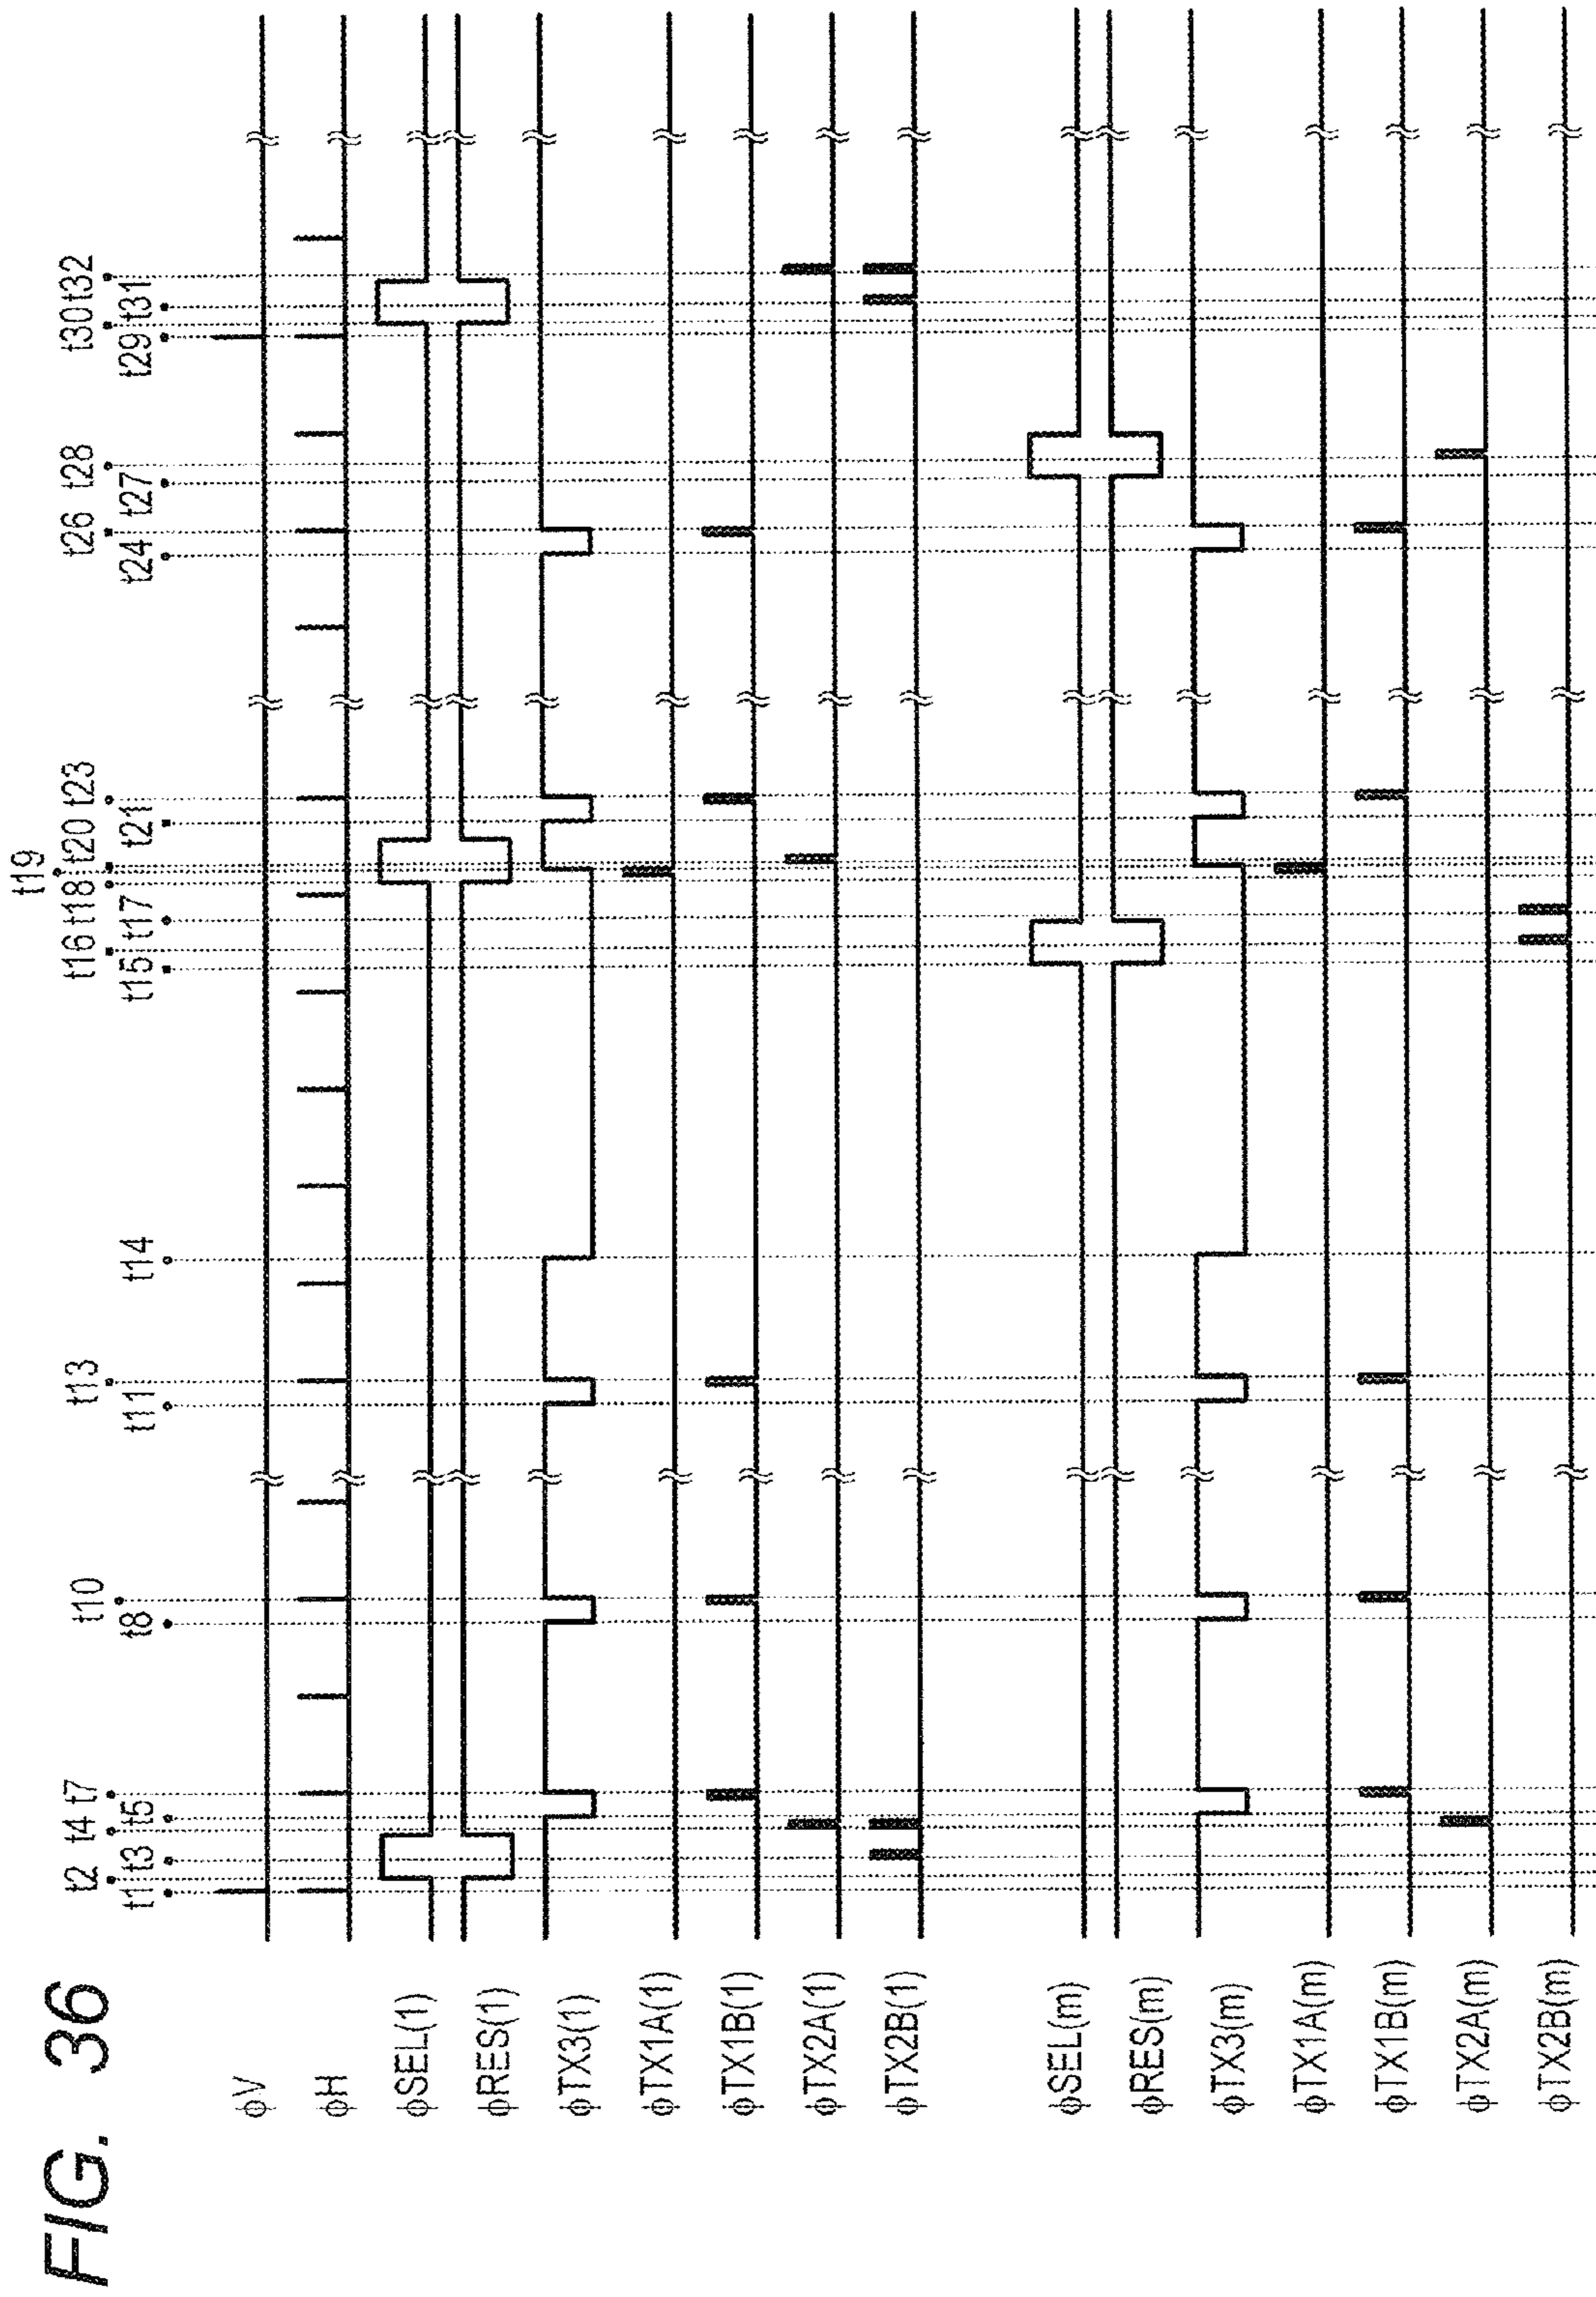 FIG. 36
t19
t2 t4 t7 t10 t13 t16 t18 t20 t23 t26 t28 t30 t32
t1 t3 t5 t8 t11 t14 t15 t17 t21 t24 t27 t29 t31
φV
φH
φSEL(1)
φRES(1)
φTX3(1)
φTX1A(1)
φTX1B(1)
φTX2A(1)
φTX2B(1)
φSEL(m)
φRES(m)
φTX3(m)
φTX1A(m)
φTX1B(m)
φTX2A(m)
φTX2B(m)